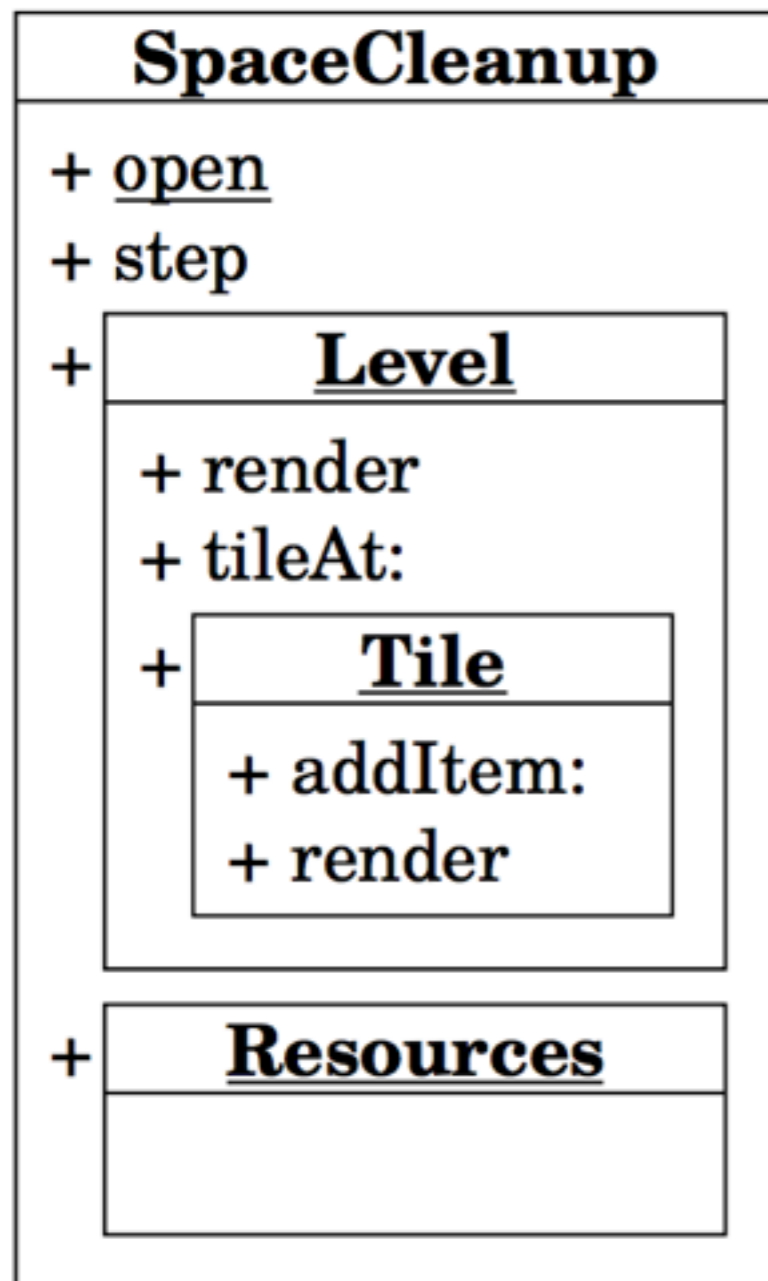 SpaceCleanup
+ open
+ step
+ Level
+ render
+ tileAt:
+ Tile
+ addItem:
+ render
+ Resources